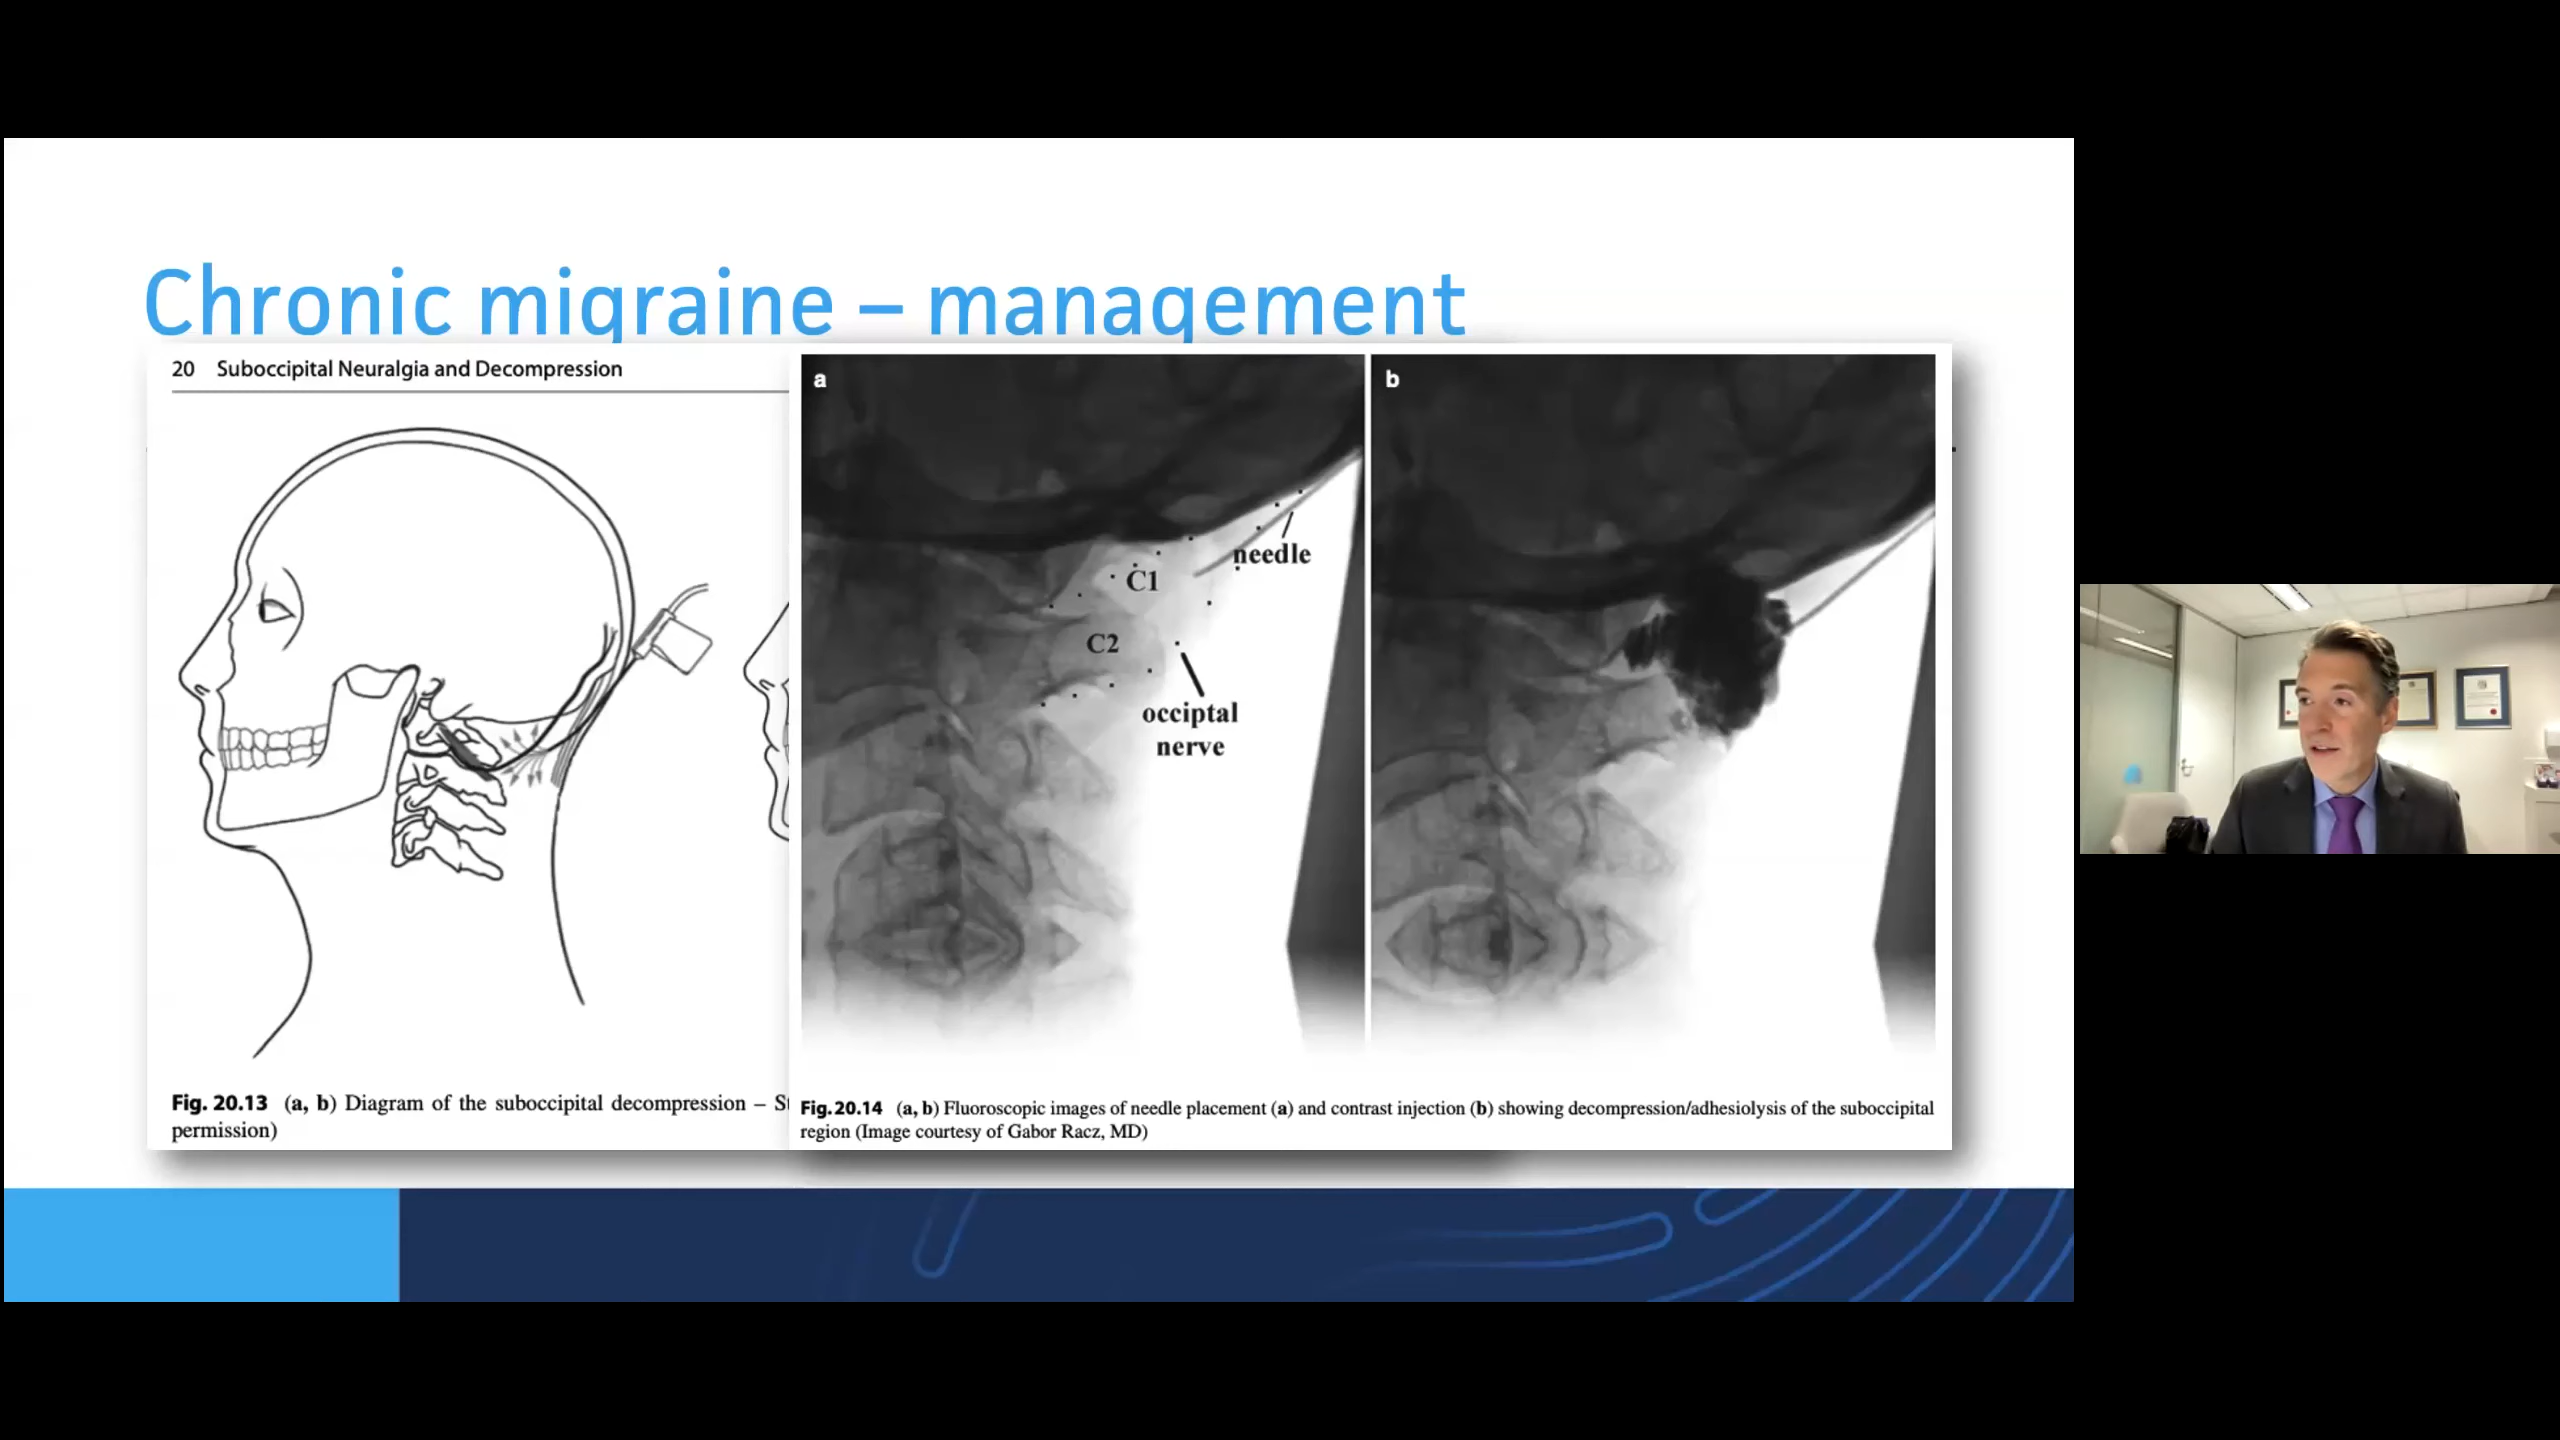 Chronic migraine – management
20 Suboccipital Neuralgia and Decompression
Fig. 20.13 (a, b) Diagram of the suboccipital decompression –
permission)
a
needle
C1
C2
occiptal
nerve
b
Fig.20.14 (a, b) Fluoroscopic images of needle placement (a) and contrast injection (b) showing decompression/adhesiolysis of the suboccipital
region (Image courtesy of Gabor Racz, MD)